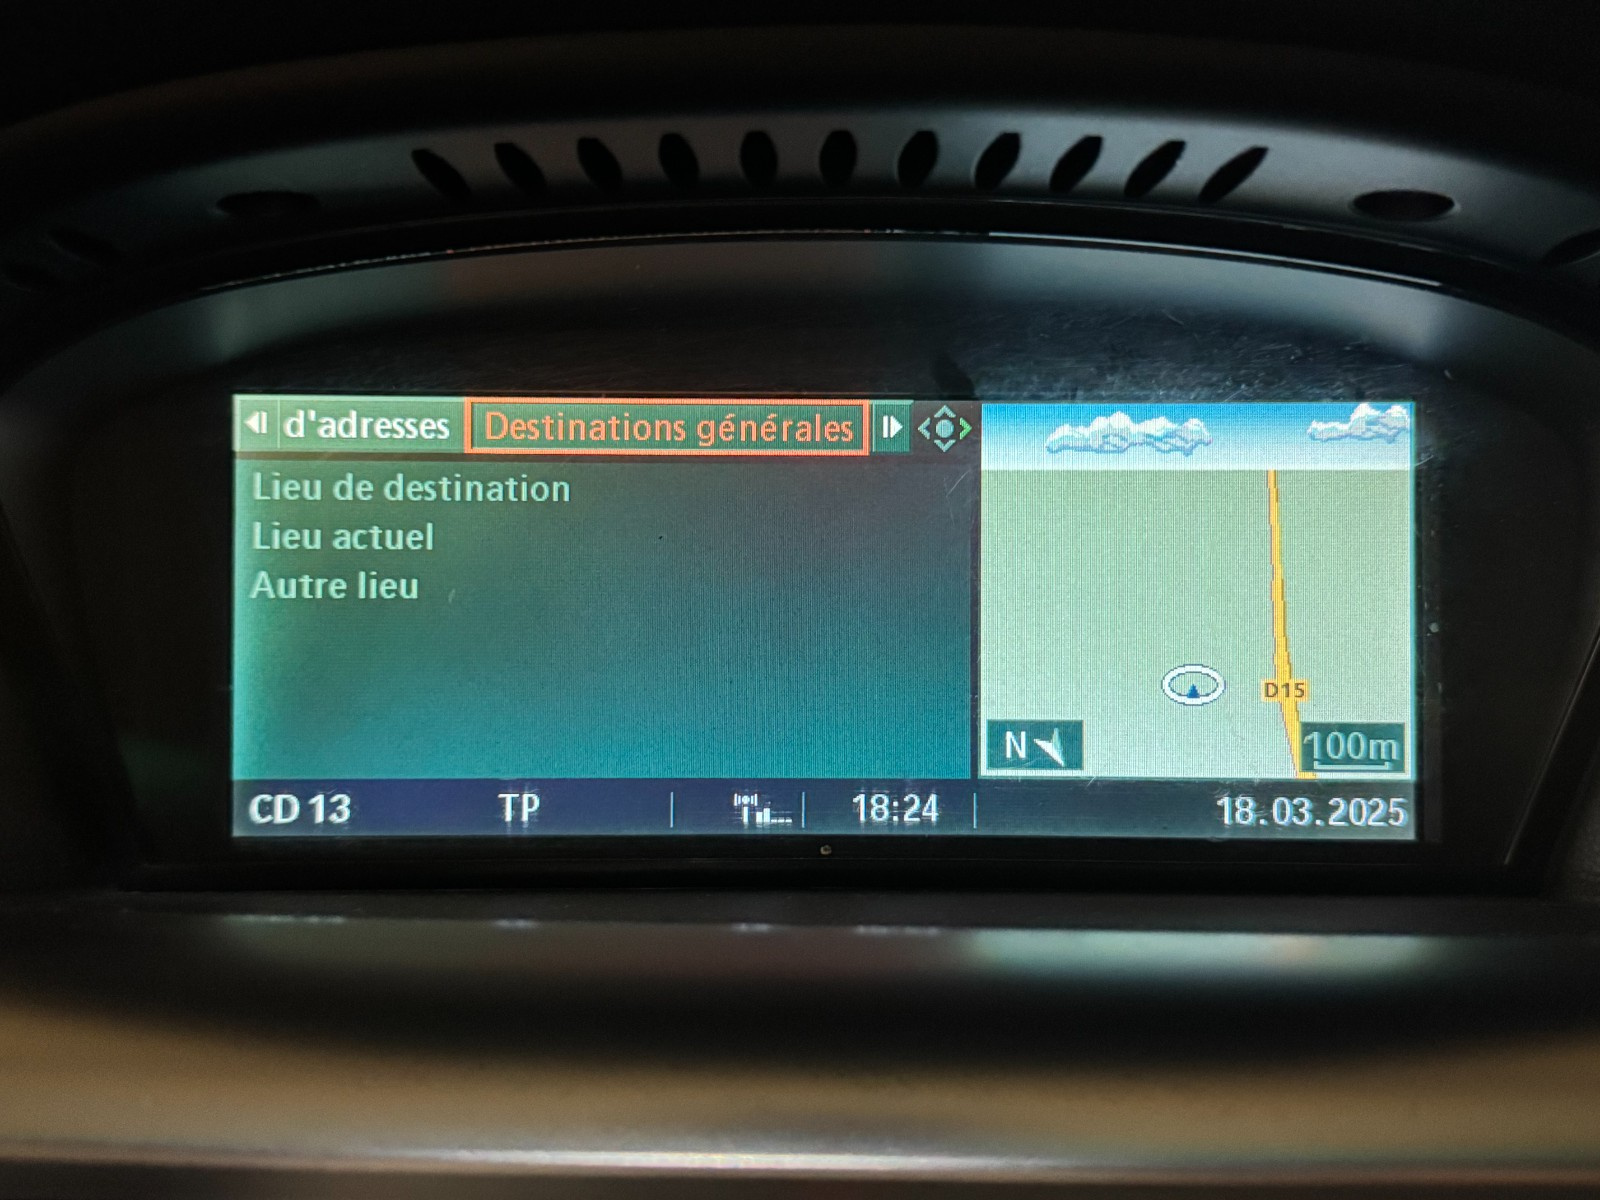 d'adresses Destinations générales
Lieu de destination
Lieu actuel
Autre lieu
D15
N 100m
CD 13 TP 18:24 18.03.2025